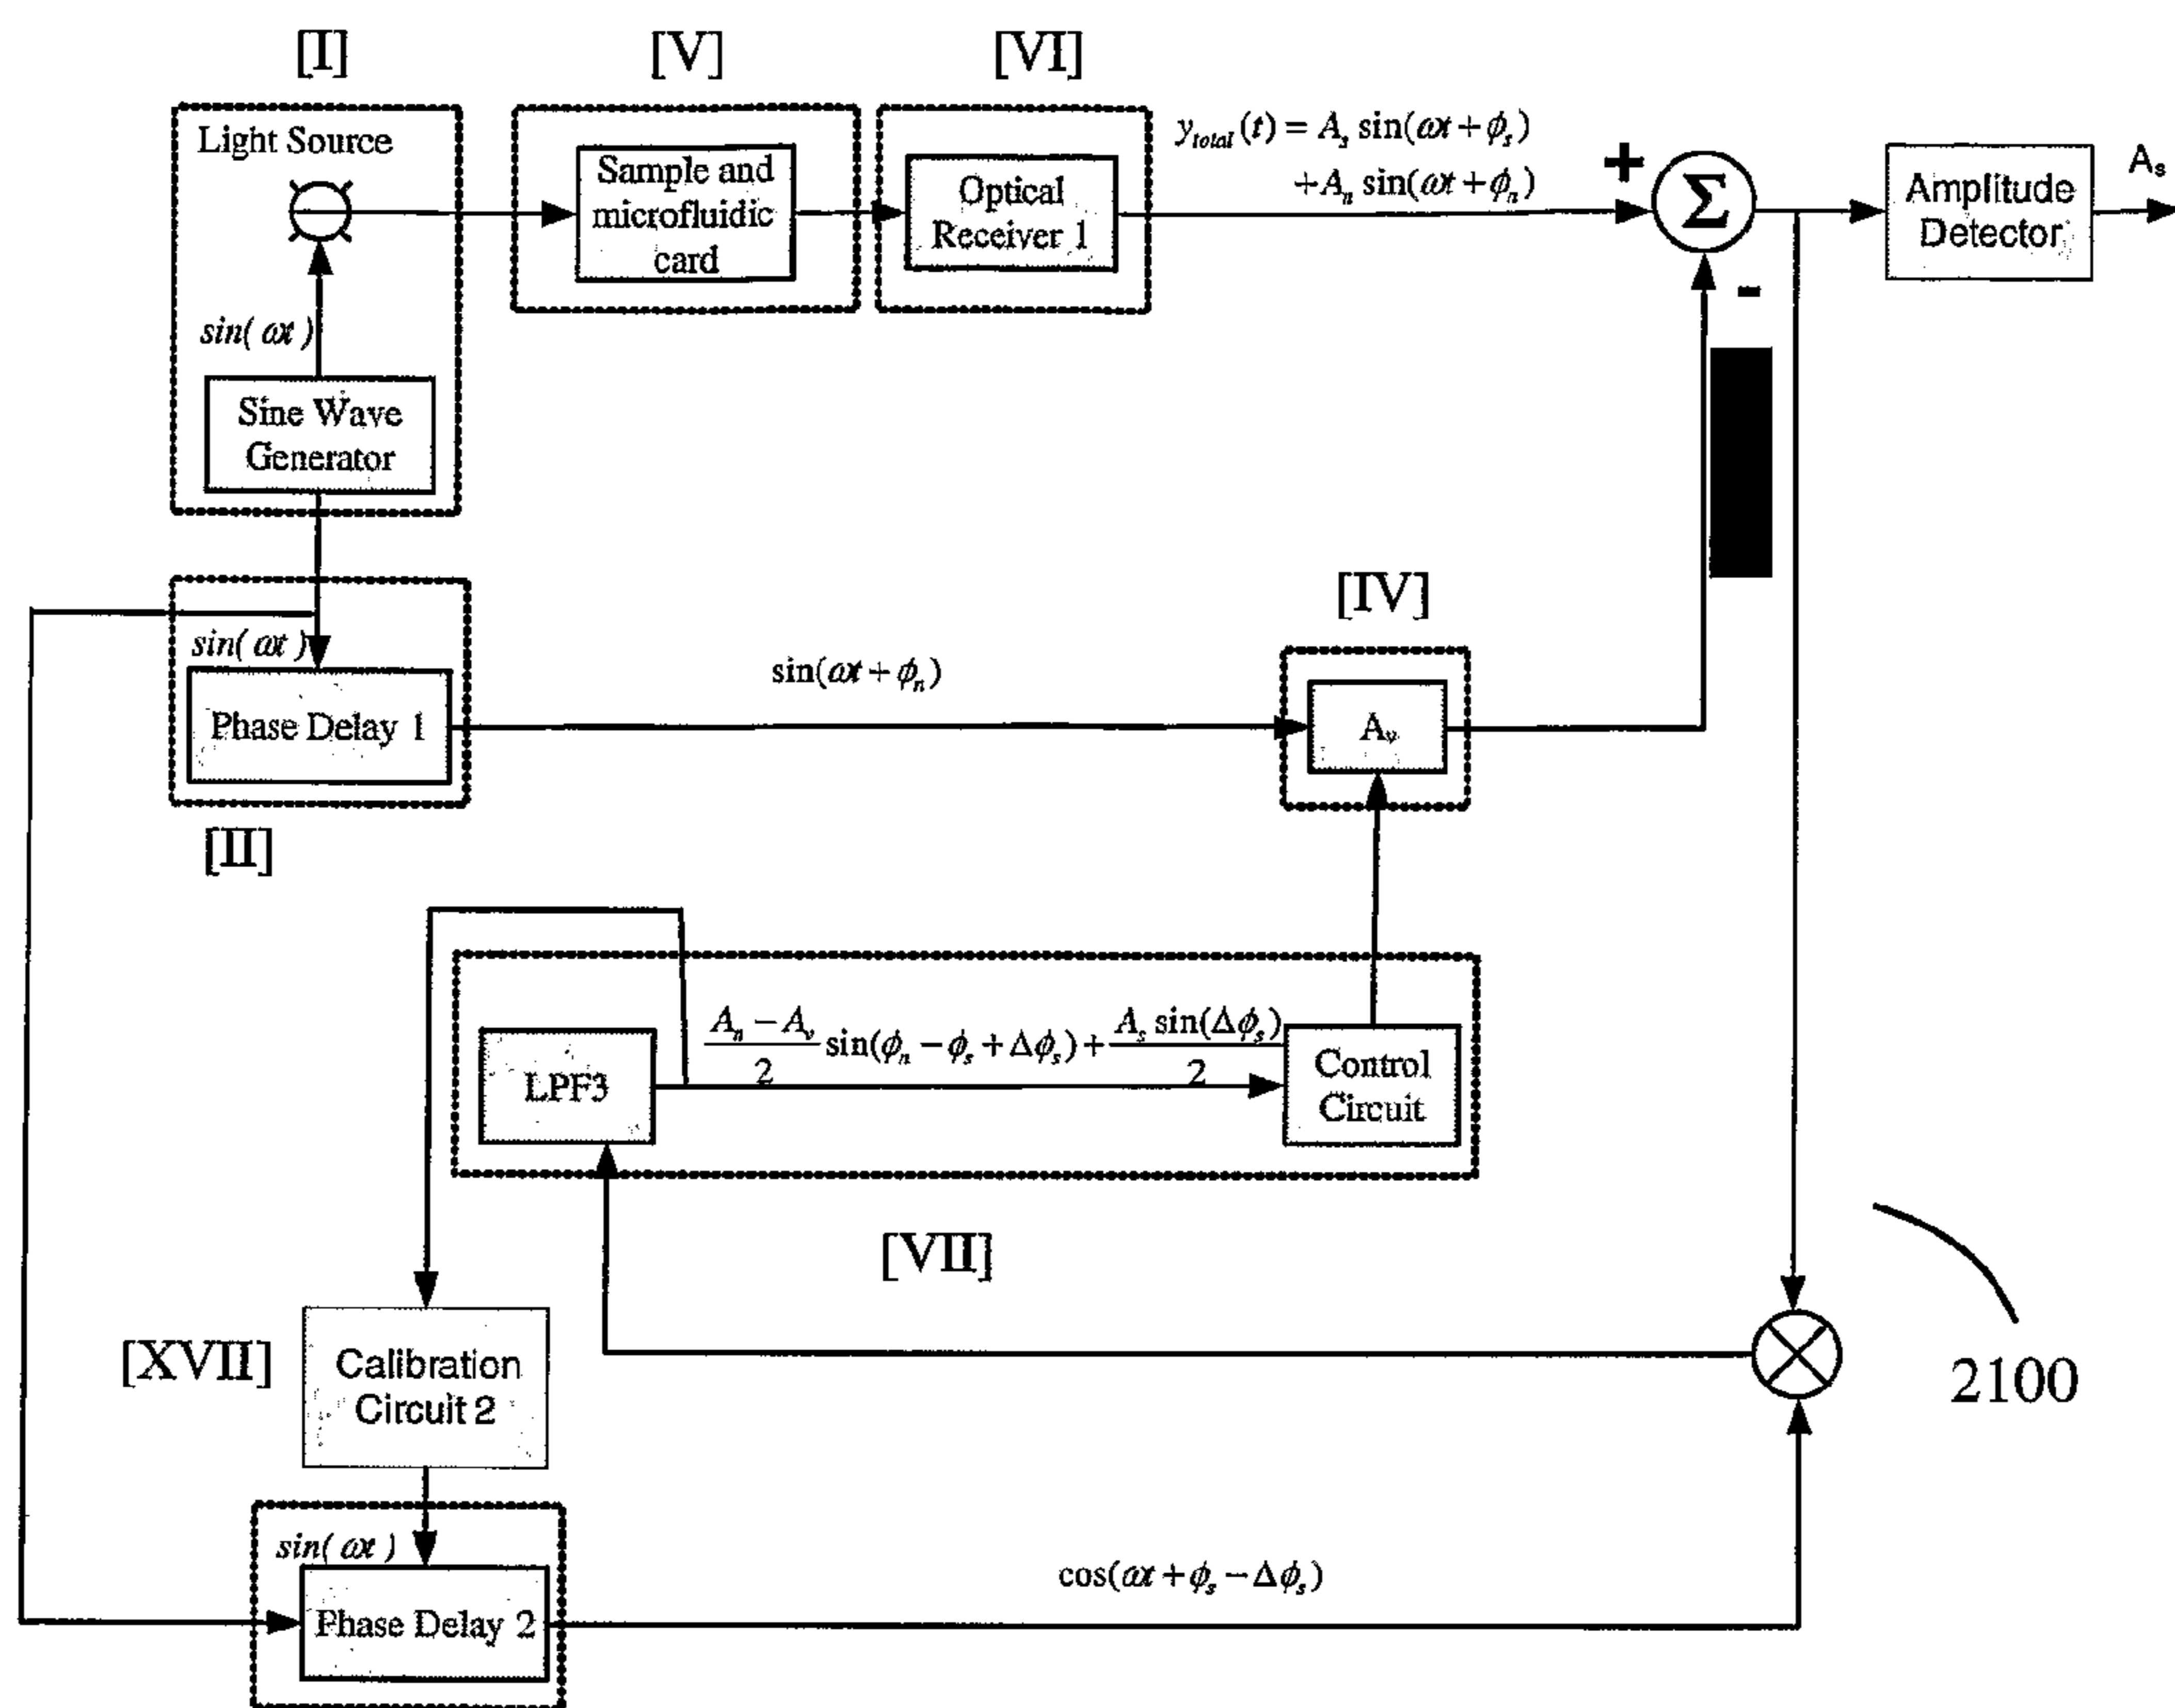 [I]
[V]
[VI]
Light Source
Sample and
microfluidic
card
Optical
Receiver 1
y_total(t) = A_s sin(ωt + φ_s)
+ A_n sin(ωt + φ_n)
+
Σ
-
Amplitude
Detector
A_s
sin( ωt )
Sine Wave
Generator
[IV]
sin( ωt )
Phase Delay 1
sin(ωt + φ_n)
A_v
[II]
LPF3
(A_n − A_v)/2 sin(φ_n − φ_s + Δφ_s) + A_s sin(Δφ_s)/2
Control
Circuit
[VII]
[XVII]
Calibration
Circuit 2
2100
sin( ωt )
Phase Delay 2
cos(ωt + φ_s − Δφ_s)